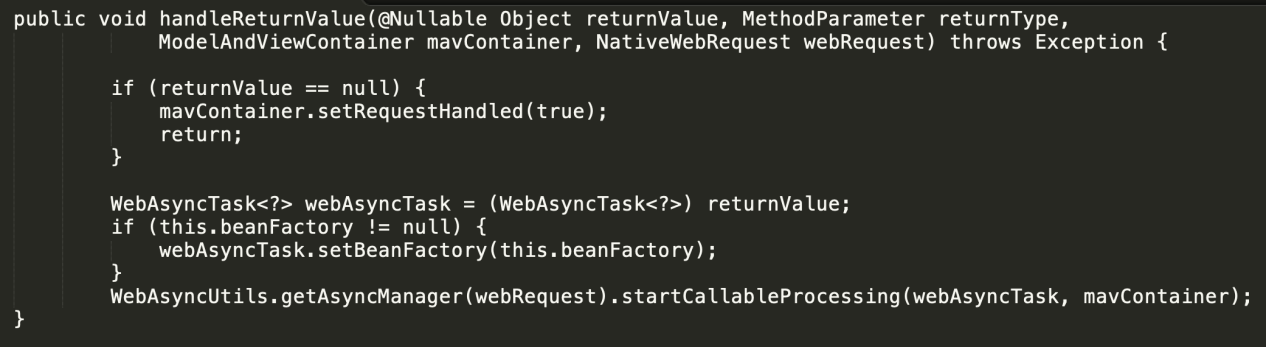 public void handleReturnValue(@Nullable Object returnValue, MethodParameter returnType,
            ModelAndViewContainer mavContainer, NativeWebRequest webRequest) throws Exception {

        if (returnValue == null) {
            mavContainer.setRequestHandled(true);
            return;
        }

        WebAsyncTask<?> webAsyncTask = (WebAsyncTask<?>) returnValue;
        if (this.beanFactory != null) {
            webAsyncTask.setBeanFactory(this.beanFactory);
        }
        WebAsyncUtils.getAsyncManager(webRequest).startCallableProcessing(webAsyncTask, mavContainer);
}